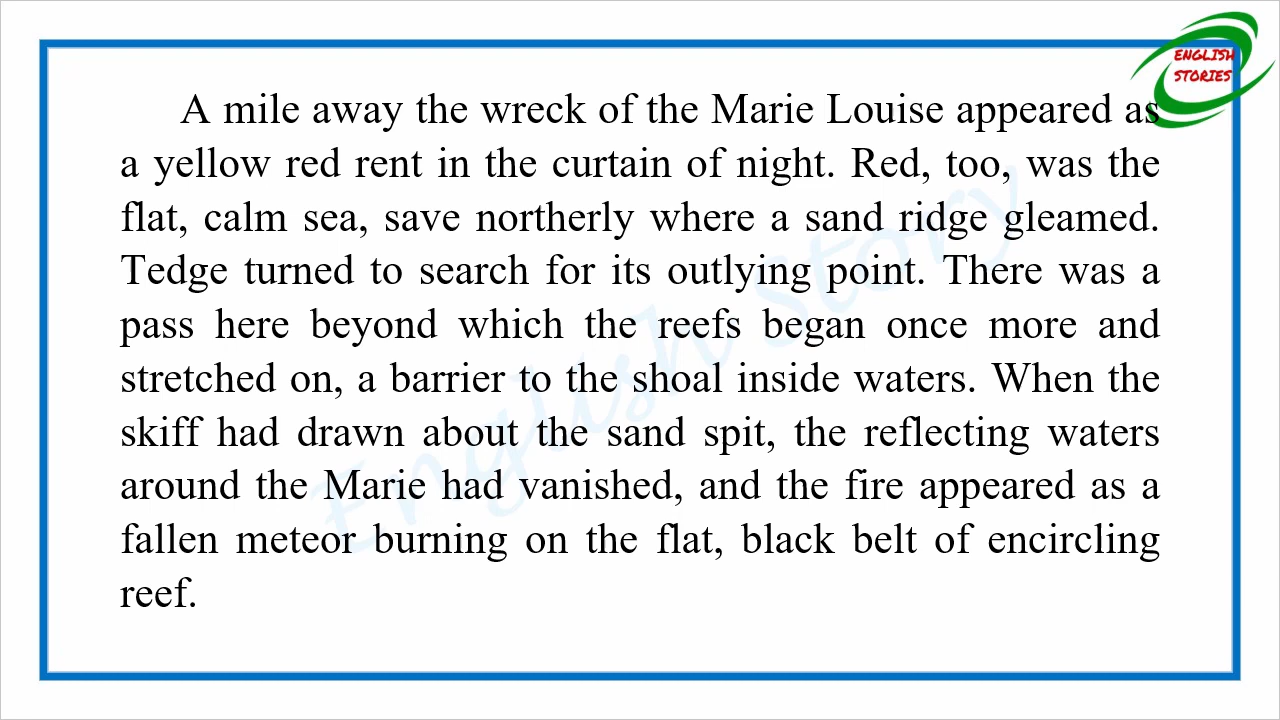 ENGLISH
STORIES
A mile away the wreck of the Marie Louise appeared as
a yellow red rent in the curtain of night. Red, too, was the
flat, calm sea, save northerly where a sand ridge gleamed.
Tedge turned to search for its outlying point. There was a
pass here beyond which the reefs began once more and
stretched on, a barrier to the shoal inside waters. When the
skiff had drawn about the sand spit, the reflecting waters
around the Marie had vanished, and the fire appeared as a
fallen meteor burning on the flat, black belt of encircling
reef.
English Story